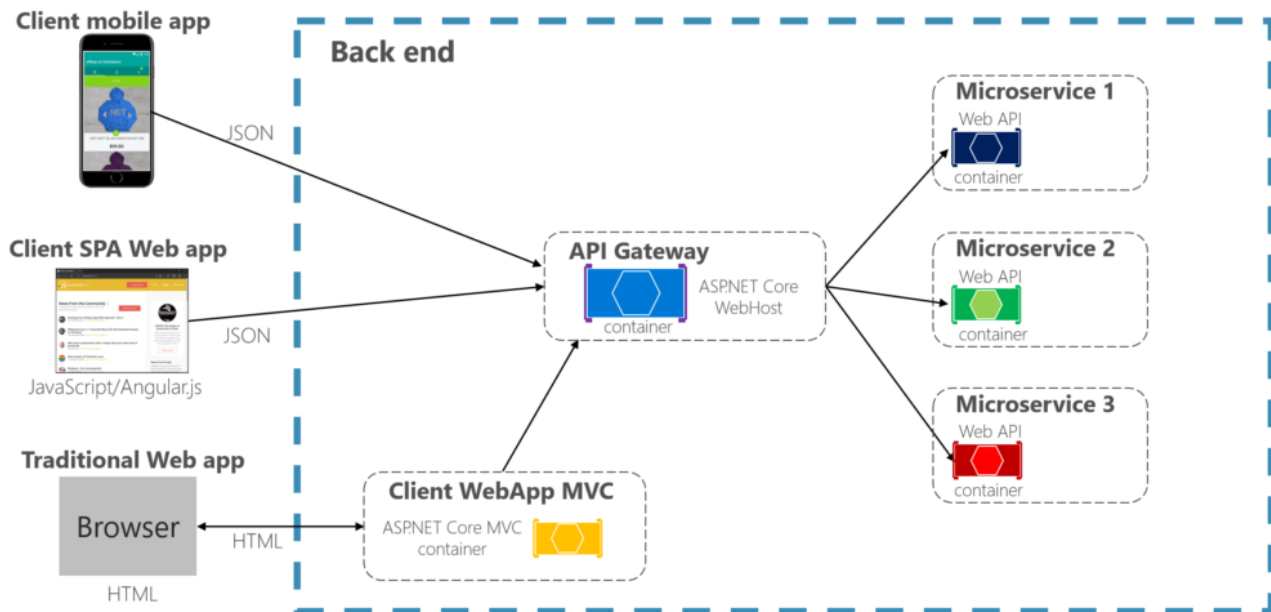 Client mobile app
Back end
JSON
.NET
Client SPA Web app
JSON
JavaScript/Angular.js
Traditional Web app
Browser
HTML
HTML
Client WebApp MVC
ASP.NET Core MVC
container
API Gateway
ASP.NET Core
WebHost
container
Microservice 1
Web API
container
Microservice 2
Web API
container
Microservice 3
Web API
container